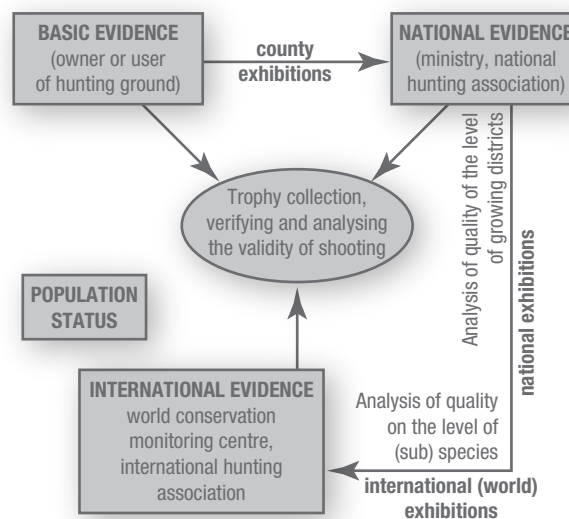 BASIC EVIDENCE
(owner or user
of hunting ground)
county
exhibitions
NATIONAL EVIDENCE
(ministry, national
hunting association)
Analysis of quality of the level
of growing districts
national exhibitions
Trophy collection,
verifying and analysing
the validity of shooting
POPULATION
STATUS
INTERNATIONAL EVIDENCE
world conservation
monitoring centre,
international hunting
association
Analysis of quality
on the level of
(sub) species
international (world)
exhibitions